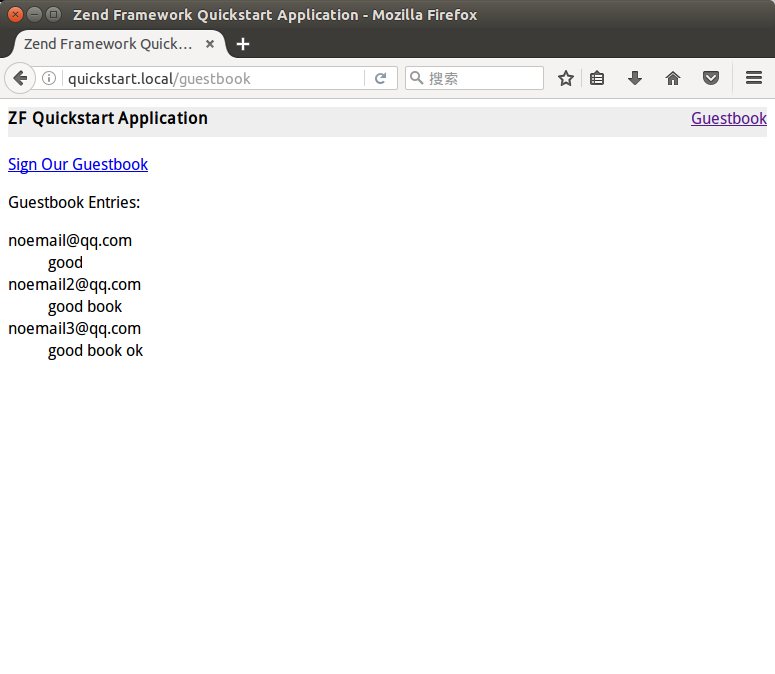 Zend Framework Quickstart Application - Mozilla Firefox
Zend Framework Quick...
quickstart.local/guestbook
搜索
ZF Quickstart Application
Guestbook
Sign Our Guestbook
Guestbook Entries:
noemail@qq.com
good
noemail2@qq.com
good book
noemail3@qq.com
good book ok